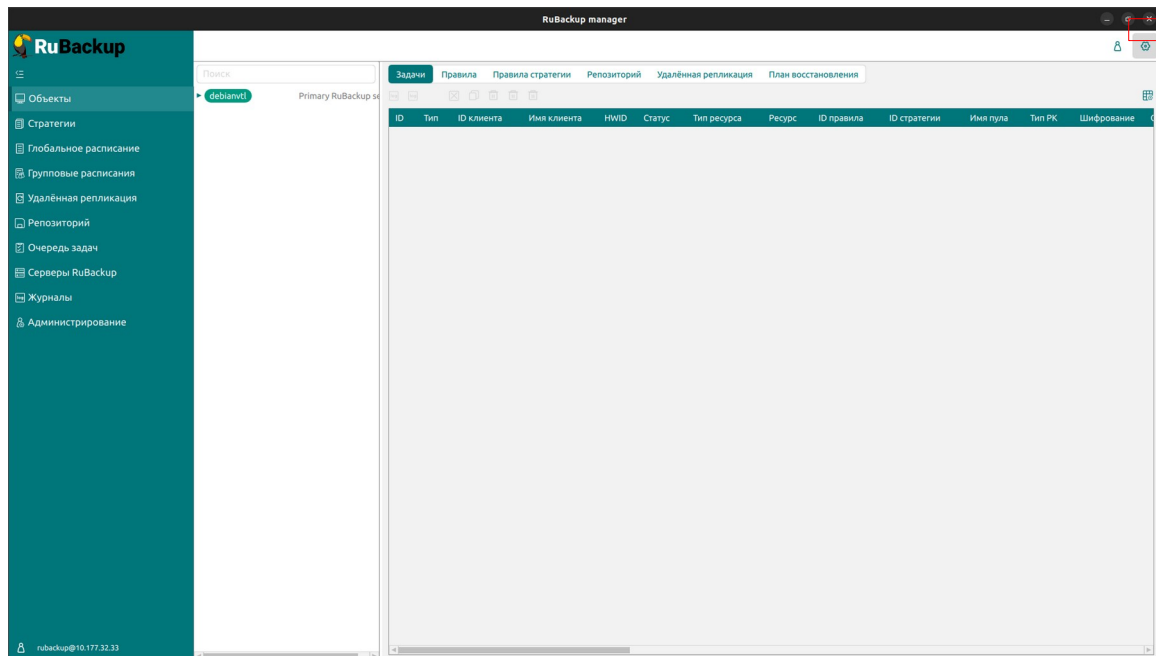 RuBackup manager
RuBackup
Поиск
Задачи Правила Правила стратегии Репозиторий Удалённая репликация План восстановления
Объекты
debianvtl Primary RuBackup
ID Тип ID клиента Имя клиента HWID Статус Тип ресурса Ресурс ID правила ID стратегии Имя пула Тип РК Шифрование
Стратегии
Глобальное расписание
Групповые расписания
Удалённая репликация
Репозиторий
Очередь задач
Серверы RuBackup
Журналы
Администрирование
rubackup@10.177.32.33